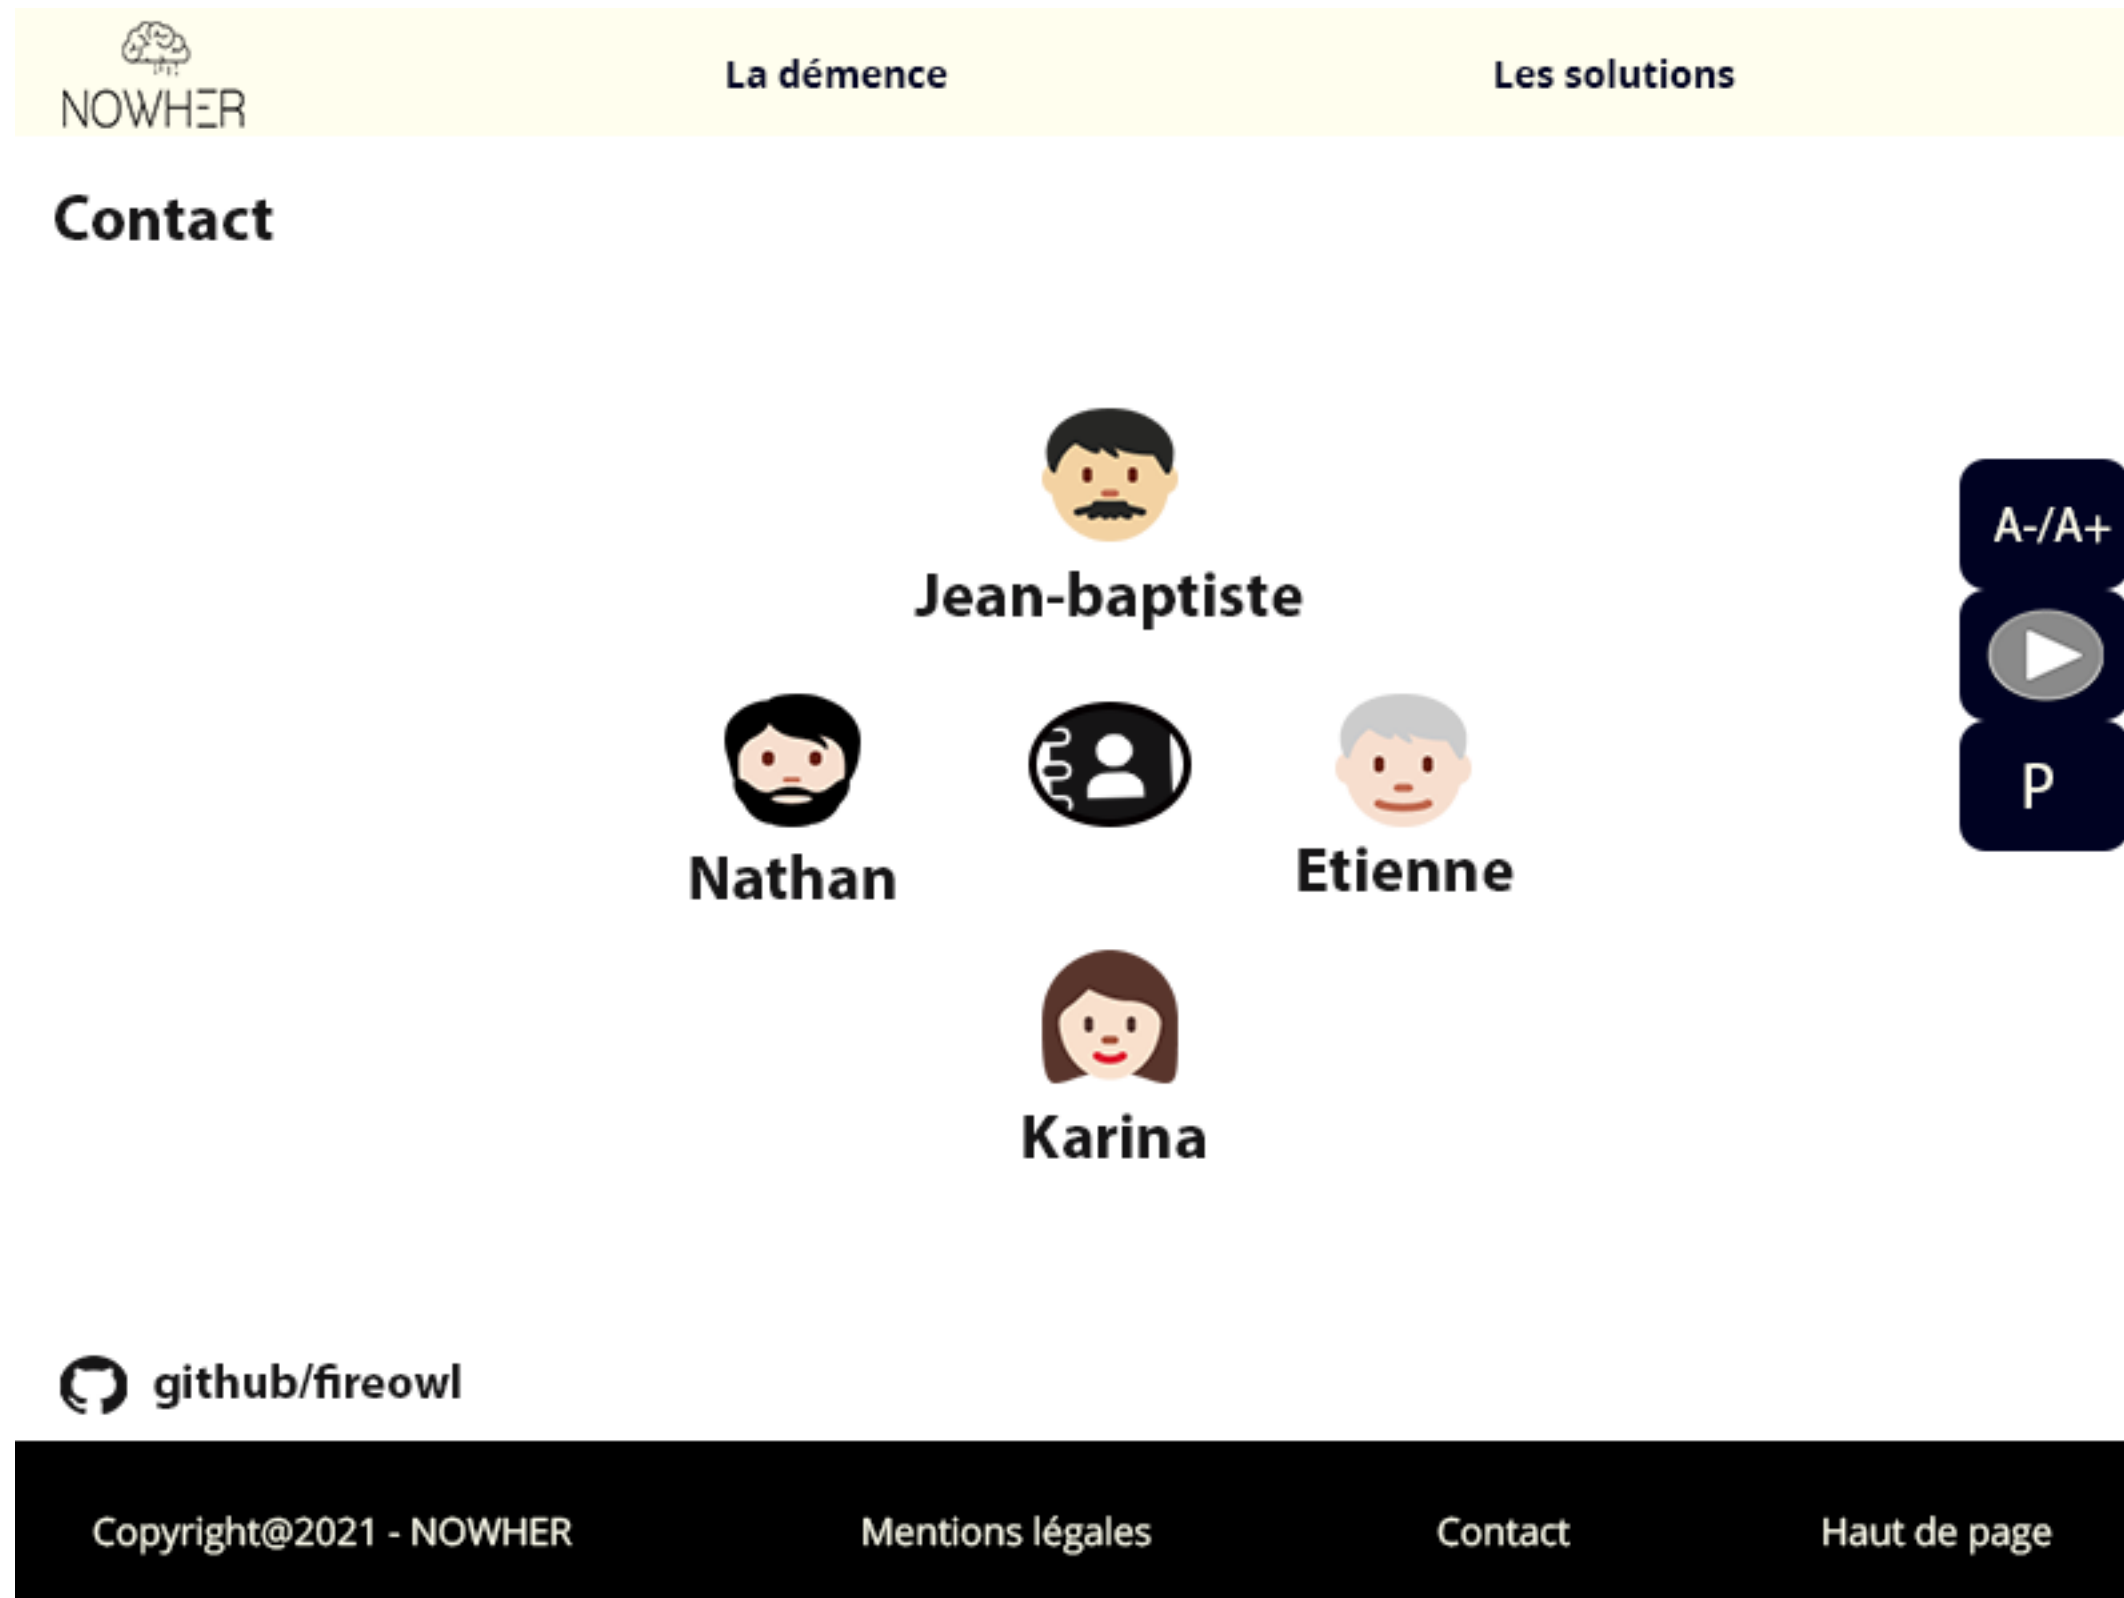 NOWHER
La démence
Les solutions
Contact
Jean-baptiste
A-/A+
Nathan
Etienne
P
Karina
github/fireowl
Copyright@2021 - NOWHER
Mentions légales
Contact
Haut de page